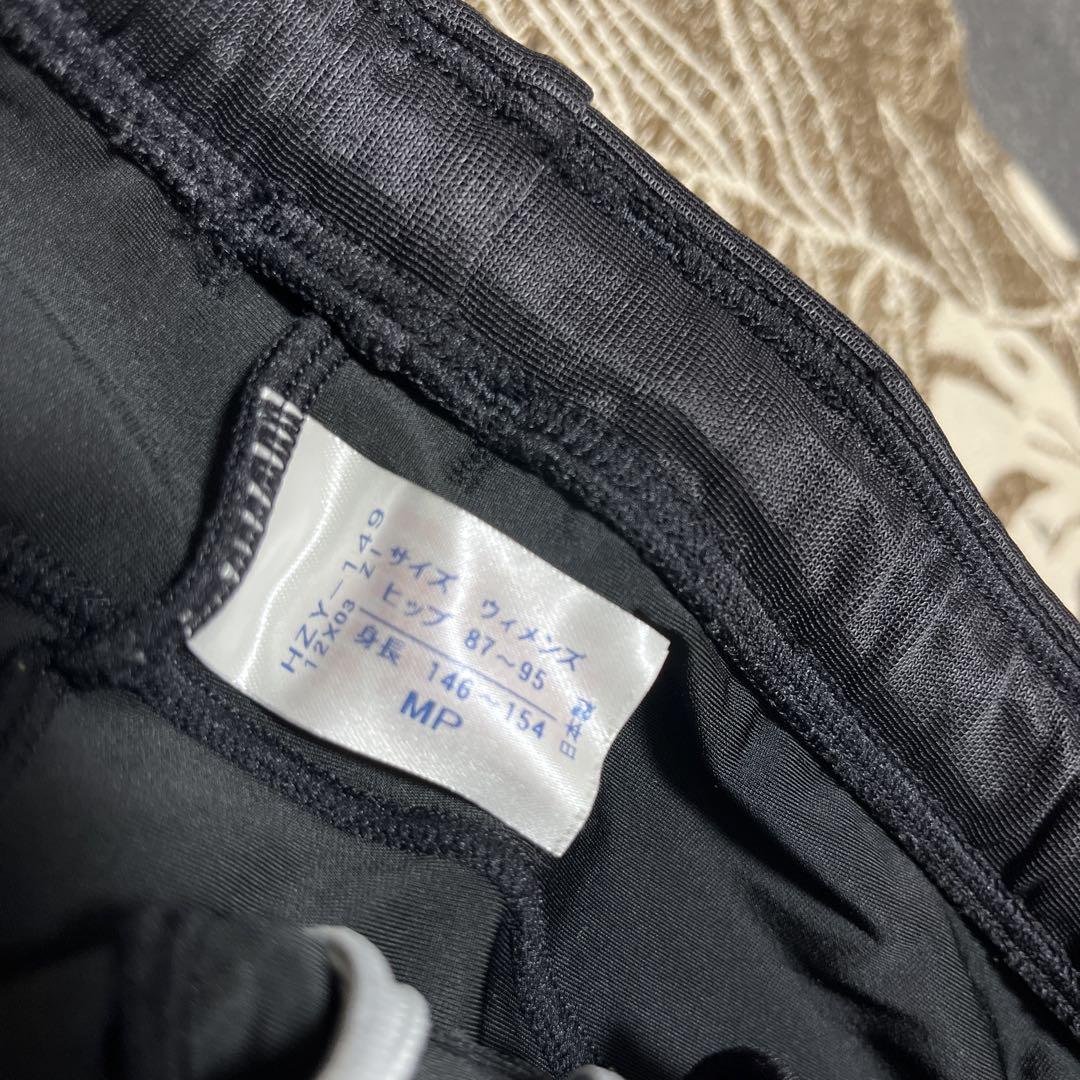 HZY-149
12X03 Z1
サイズ ウィメンズ
ヒップ 87~95
身長 146~154
MP
日本